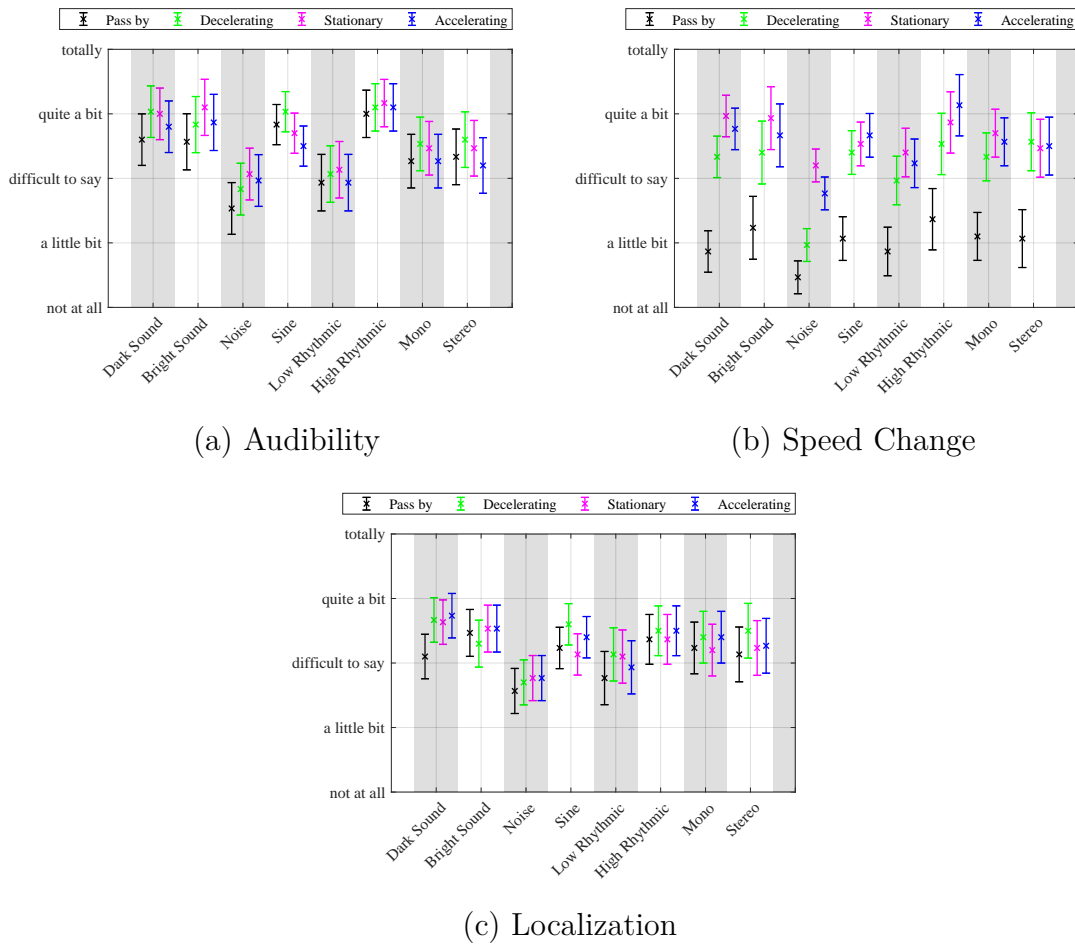 Pass by Decelerating Stationary Accelerating
totally
quite a bit
difficult to say
a little bit
not at all
Dark Sound
Bright Sound
Noise
Sine
Low Rhythmic
High Rhythmic
Mono
Stereo
(a) Audibility
Pass by Decelerating Stationary Accelerating
totally
quite a bit
difficult to say
a little bit
not at all
Dark Sound
Bright Sound
Noise
Sine
Low Rhythmic
High Rhythmic
Mono
Stereo
(b) Speed Change
Pass by Decelerating Stationary Accelerating
totally
quite a bit
difficult to say
a little bit
not at all
Dark Sound
Bright Sound
Noise
Sine
Low Rhythmic
High Rhythmic
Mono
Stereo
(c) Localization